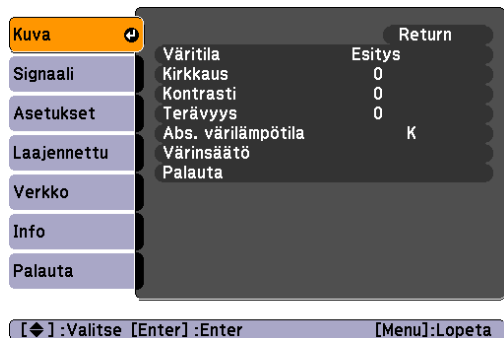 Kuva
Signaali
Asetukset
Laajennettu
Verkko
Info
Palauta
Return
Väritila Esitys
Kirkkaus 0
Kontrasti 0
Terävyys 0
Abs. värilämpötila K
Värinsäätö
Palauta
[◆] :Valitse [Enter] :Enter [Menu]:Lopeta